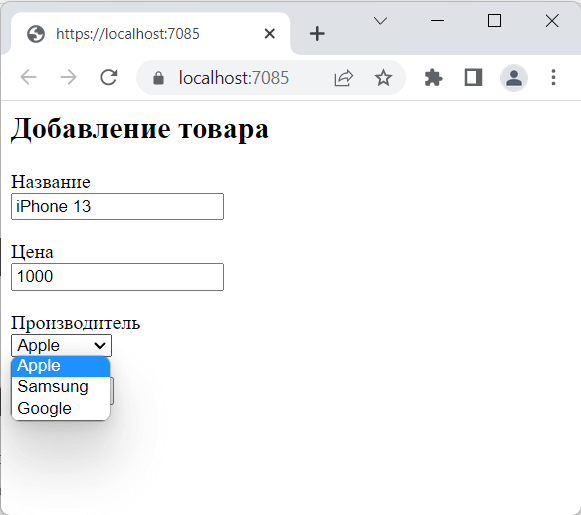 https://localhost:7085
localhost:7085
Добавление товара
Название
iPhone 13
Цена
1000
Производитель
Apple
Apple
Samsung
Google